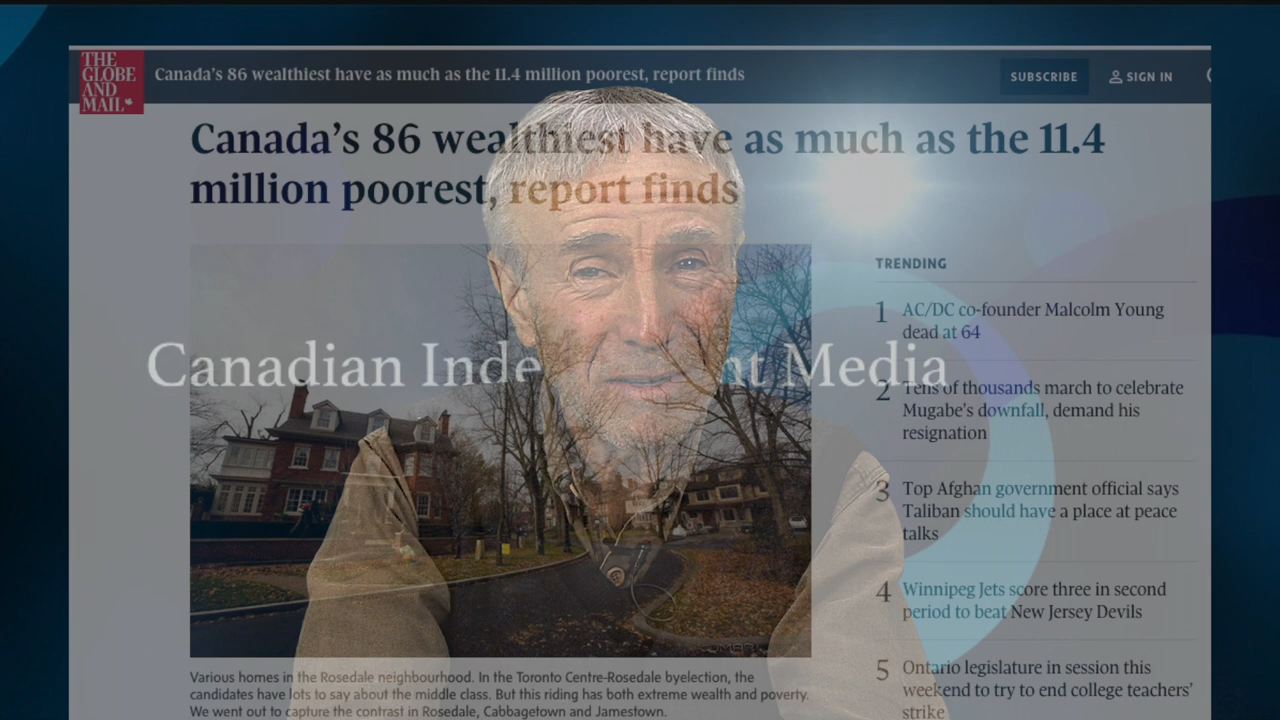 THE
GLOBE
AND
MAIL
Canada's 86 wealthiest have as much as the 11.4 million poorest, report finds
SUBSCRIBE
SIGN IN
Canada's 86 wealthiest have as much as the 11.4
million poorest, report finds
TRENDING
1 AC/DC co-founder Malcolm Young
dead at 64
Canadian Inde nt Media
2 Tens of thousands march to celebrate
Mugabe's downfall, demand his
resignation
3 Top Afghan government official says
Taliban should have a place at peace
talks
4 Winnipeg Jets score three in second
period to beat New Jersey Devils
5 Ontario legislature in session this
weekend to try to end college teachers'
strike
Various homes in the Rosedale neighbourhood. In the Toronto Centre-Rosedale byelection, the
candidates have lots to say about the middle class. But this riding has both extreme wealth and poverty.
We went out to capture the contrast in Rosedale, Cabbagetown and Jamestown.